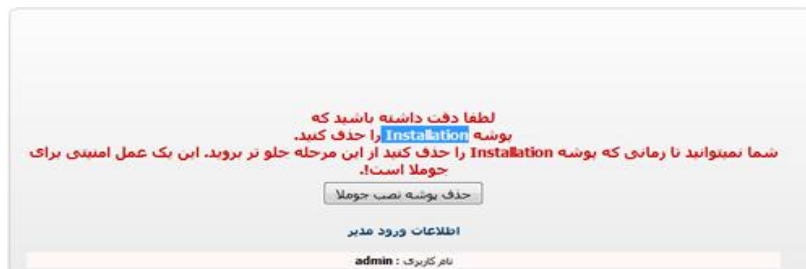 لطفا دقت داشته باشید که
پوشه Installation را حذف کنید.
شما نمیتوانید تا زمانی که پوشه Installation را حذف کنید از این مرحله جلو تر بروید. این یک عمل امنیتی برای
جوملا است!.
حذف پوشه نصب جوملا
اطلاعات ورود مدیر
نام کاربری : admin